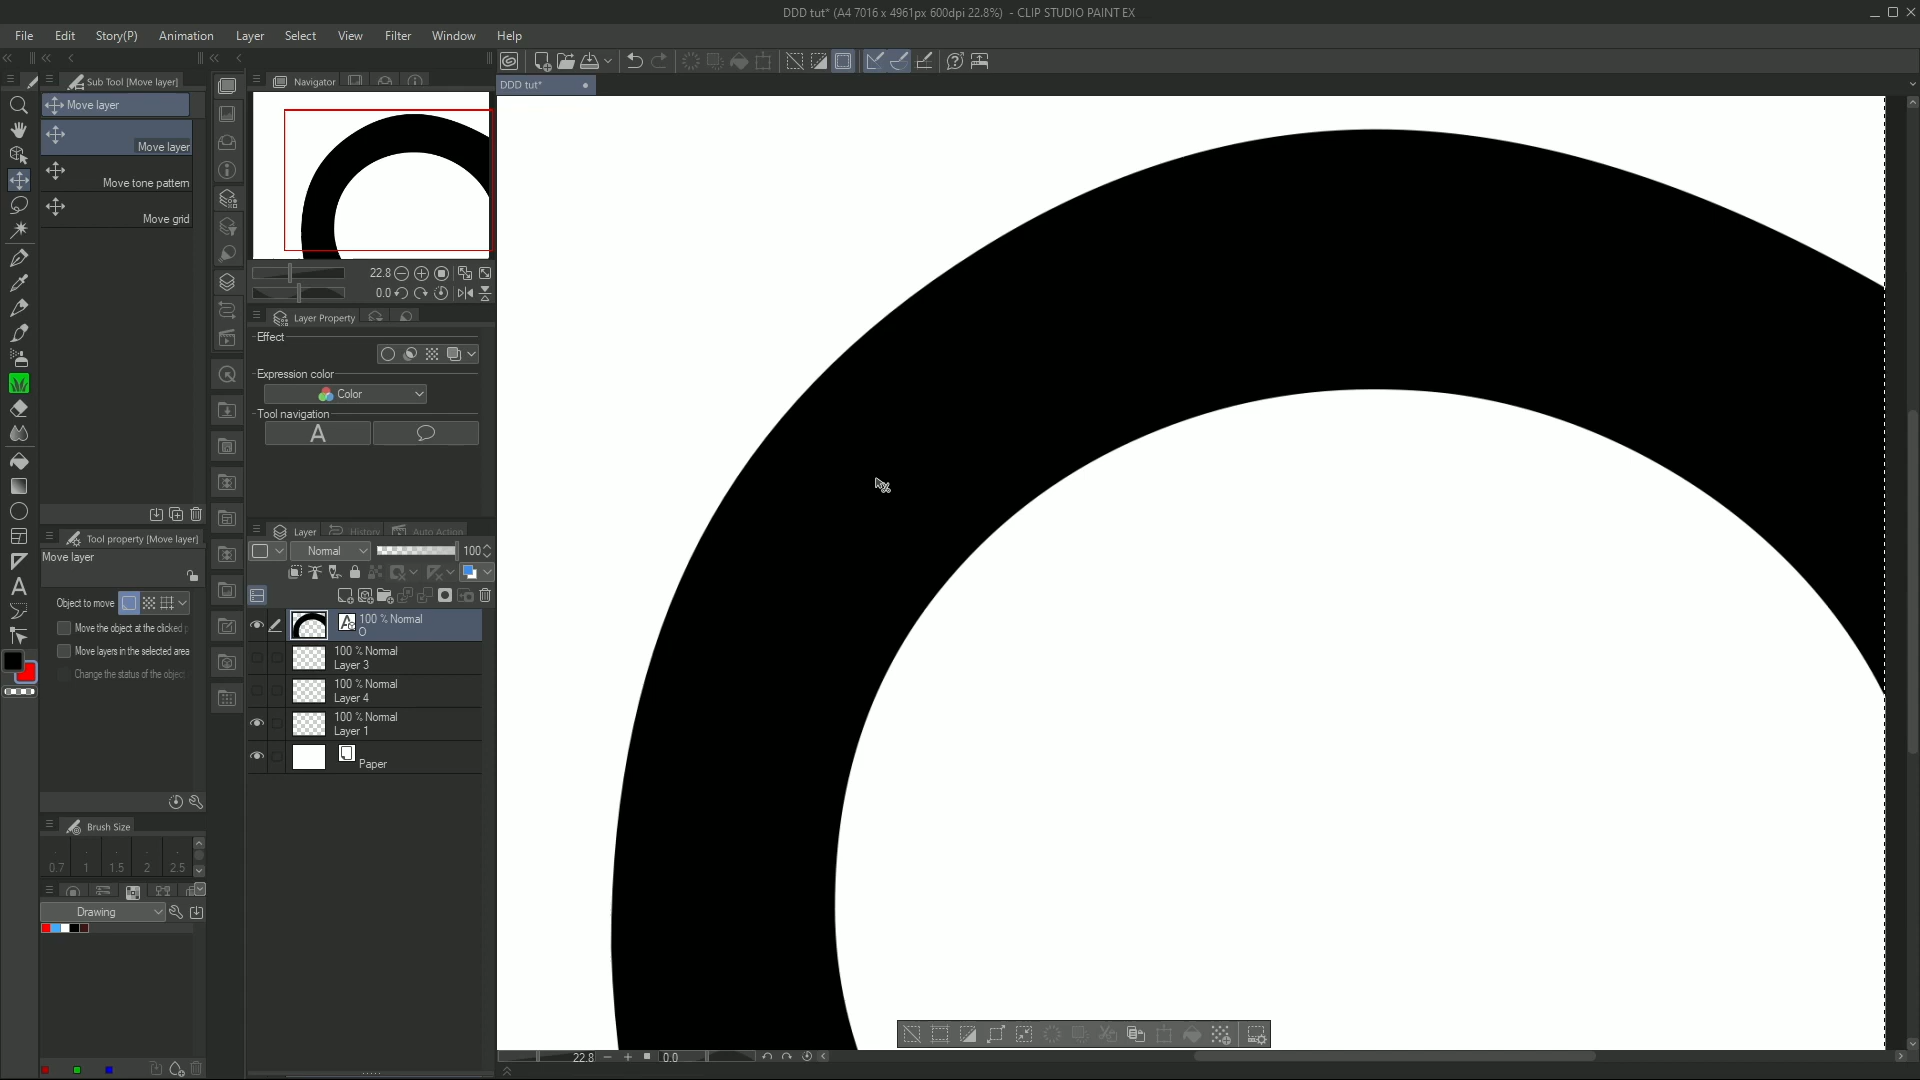 DDD tut* (A4 7016 x 4961px 600dpi 22.8%) - CLIP STUDIO PAINT EX
File Edit Story(P) Animation Layer Select View Filter Window Help
Sub Tool [Move layer]
Navigator
DDD tut*
Move layer
Move layer
Move tone pattern
Move grid
22.8
0.0
Layer Property
Effect
Expression color
Color
Tool navigation
A
Layer History Auto Action
Tool property [Move layer]
Normal 100
Move layer
Object to move
Move the object at the clicked
Move layers in the selected area
Change the status of the objec
100 % Normal
O
100 % Normal
Layer 3
100 % Normal
Layer 4
100 % Normal
Layer 1
Paper
Brush Size
0.7 1 1.5 2 2.5
Drawing
22.8 0.0